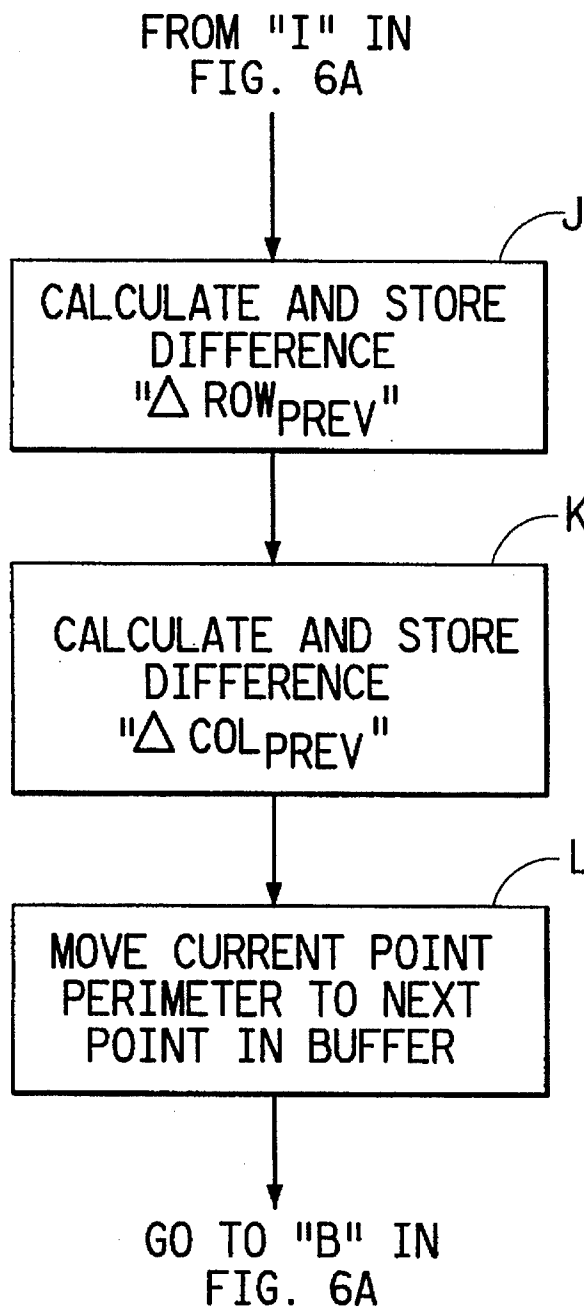 FROM "I" IN
FIG. 6A
J
CALCULATE AND STORE
DIFFERENCE
"△ ROWPREV"
K
CALCULATE AND STORE
DIFFERENCE
"△ COLPREV"
L
MOVE CURRENT POINT
PERIMETER TO NEXT
POINT IN BUFFER
GO TO "B" IN
FIG. 6A